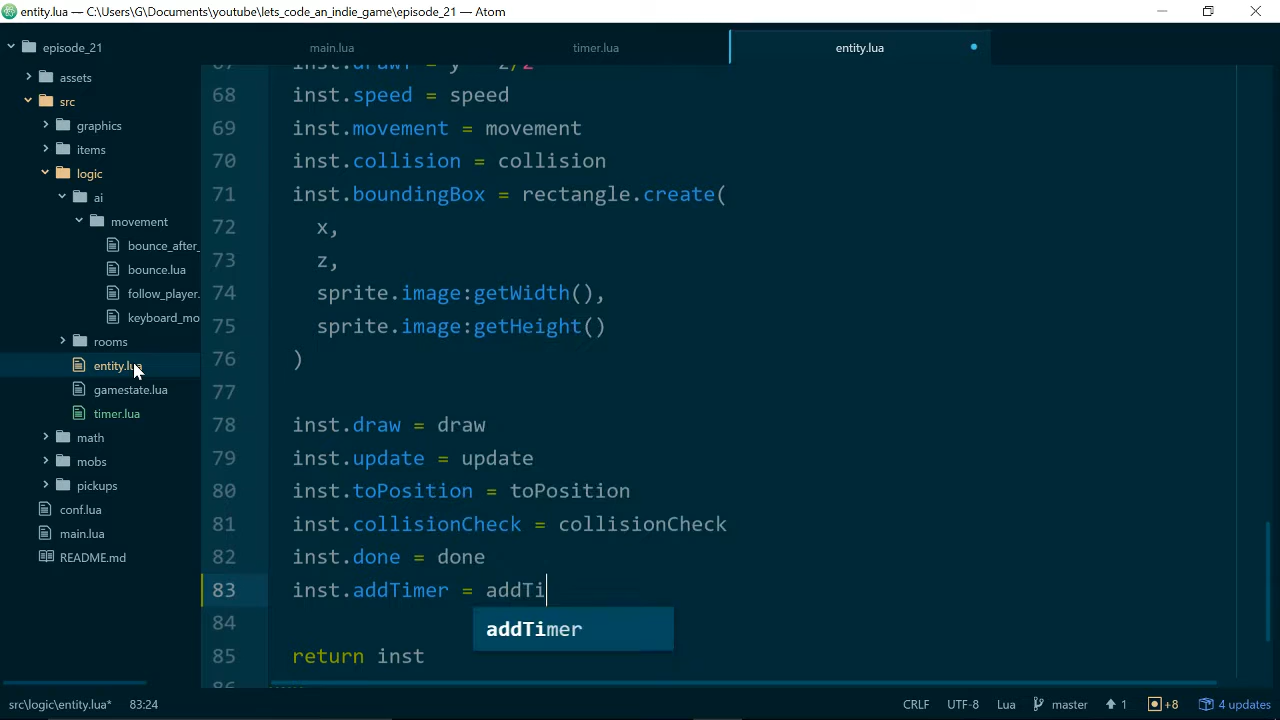 entity.lua — C:\Users\G\Documents\youtube\lets_code_an_indie_game\episode_21 — Atom
episode_21
main.lua
timer.lua
entity.lua
assets
src
graphics
items
logic
ai
movement
bounce_after_
bounce.lua
follow_player.
keyboard_mo
rooms
entity.lua
gamestate.lua
timer.lua
math
mobs
pickups
conf.lua
main.lua
README.md
68 inst.speed = speed
69 inst.movement = movement
70 inst.collision = collision
71 inst.boundingBox = rectangle.create(
72 x,
73 z,
74 sprite.image:getWidth(),
75 sprite.image:getHeight()
76 )
77
78 inst.draw = draw
79 inst.update = update
80 inst.toPosition = toPosition
81 inst.collisionCheck = collisionCheck
82 inst.done = done
83 inst.addTimer = addTi
84
addTimer
85 return inst
src\logic\entity.lua* 83:24 CRLF UTF-8 Lua master 1 +8 4 updates